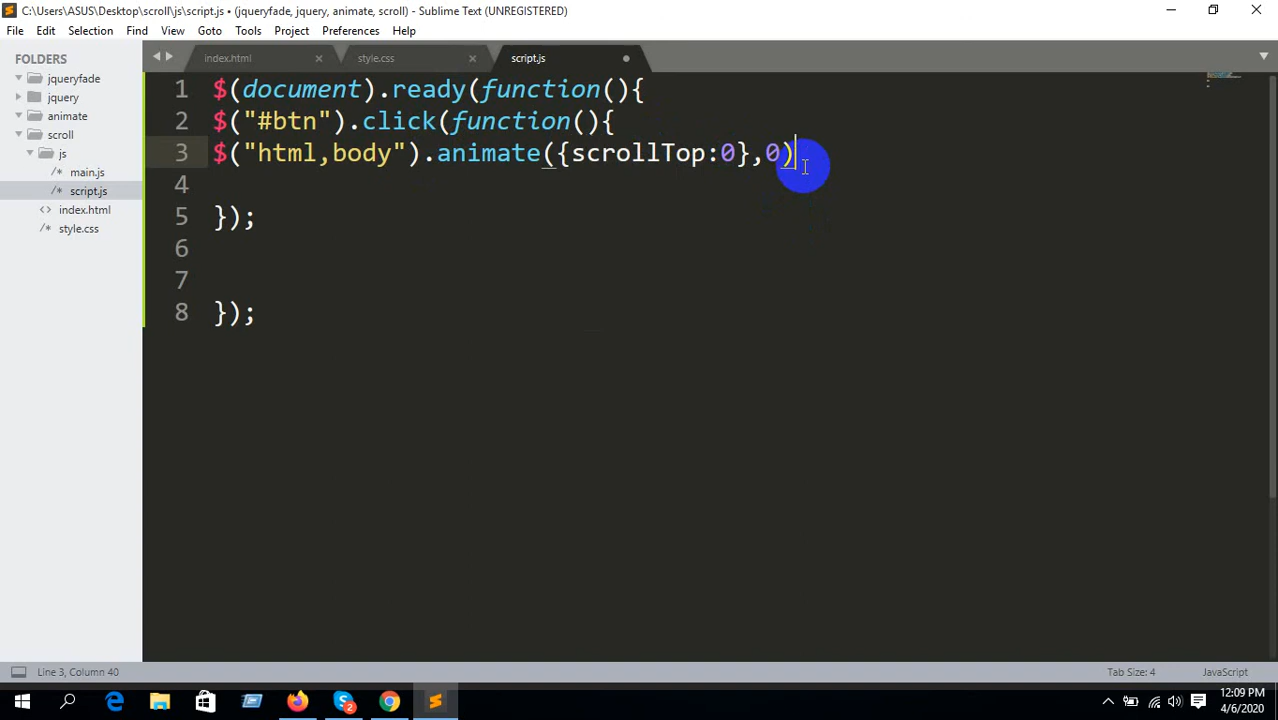 C:\Users\ASUS\Desktop\scroll\js\script.js • (jqueryfade, jquery, animate, scroll) - Sublime Text (UNREGISTERED)
File Edit Selection Find View Goto Tools Project Preferences Help
FOLDERS
jqueryfade
jquery
animate
scroll
js
/* main.js
/* script.js
<> index.html
/* style.css
index.html × style.css × script.js •
1 $(document).ready(function(){
2 $("#btn").click(function(){
3 $("html,body").animate({scrollTop:0},0)
4
5 });
6
7
8 });
Line 3, Column 40 Tab Size: 4 JavaScript
12:09 PM
4/6/2020